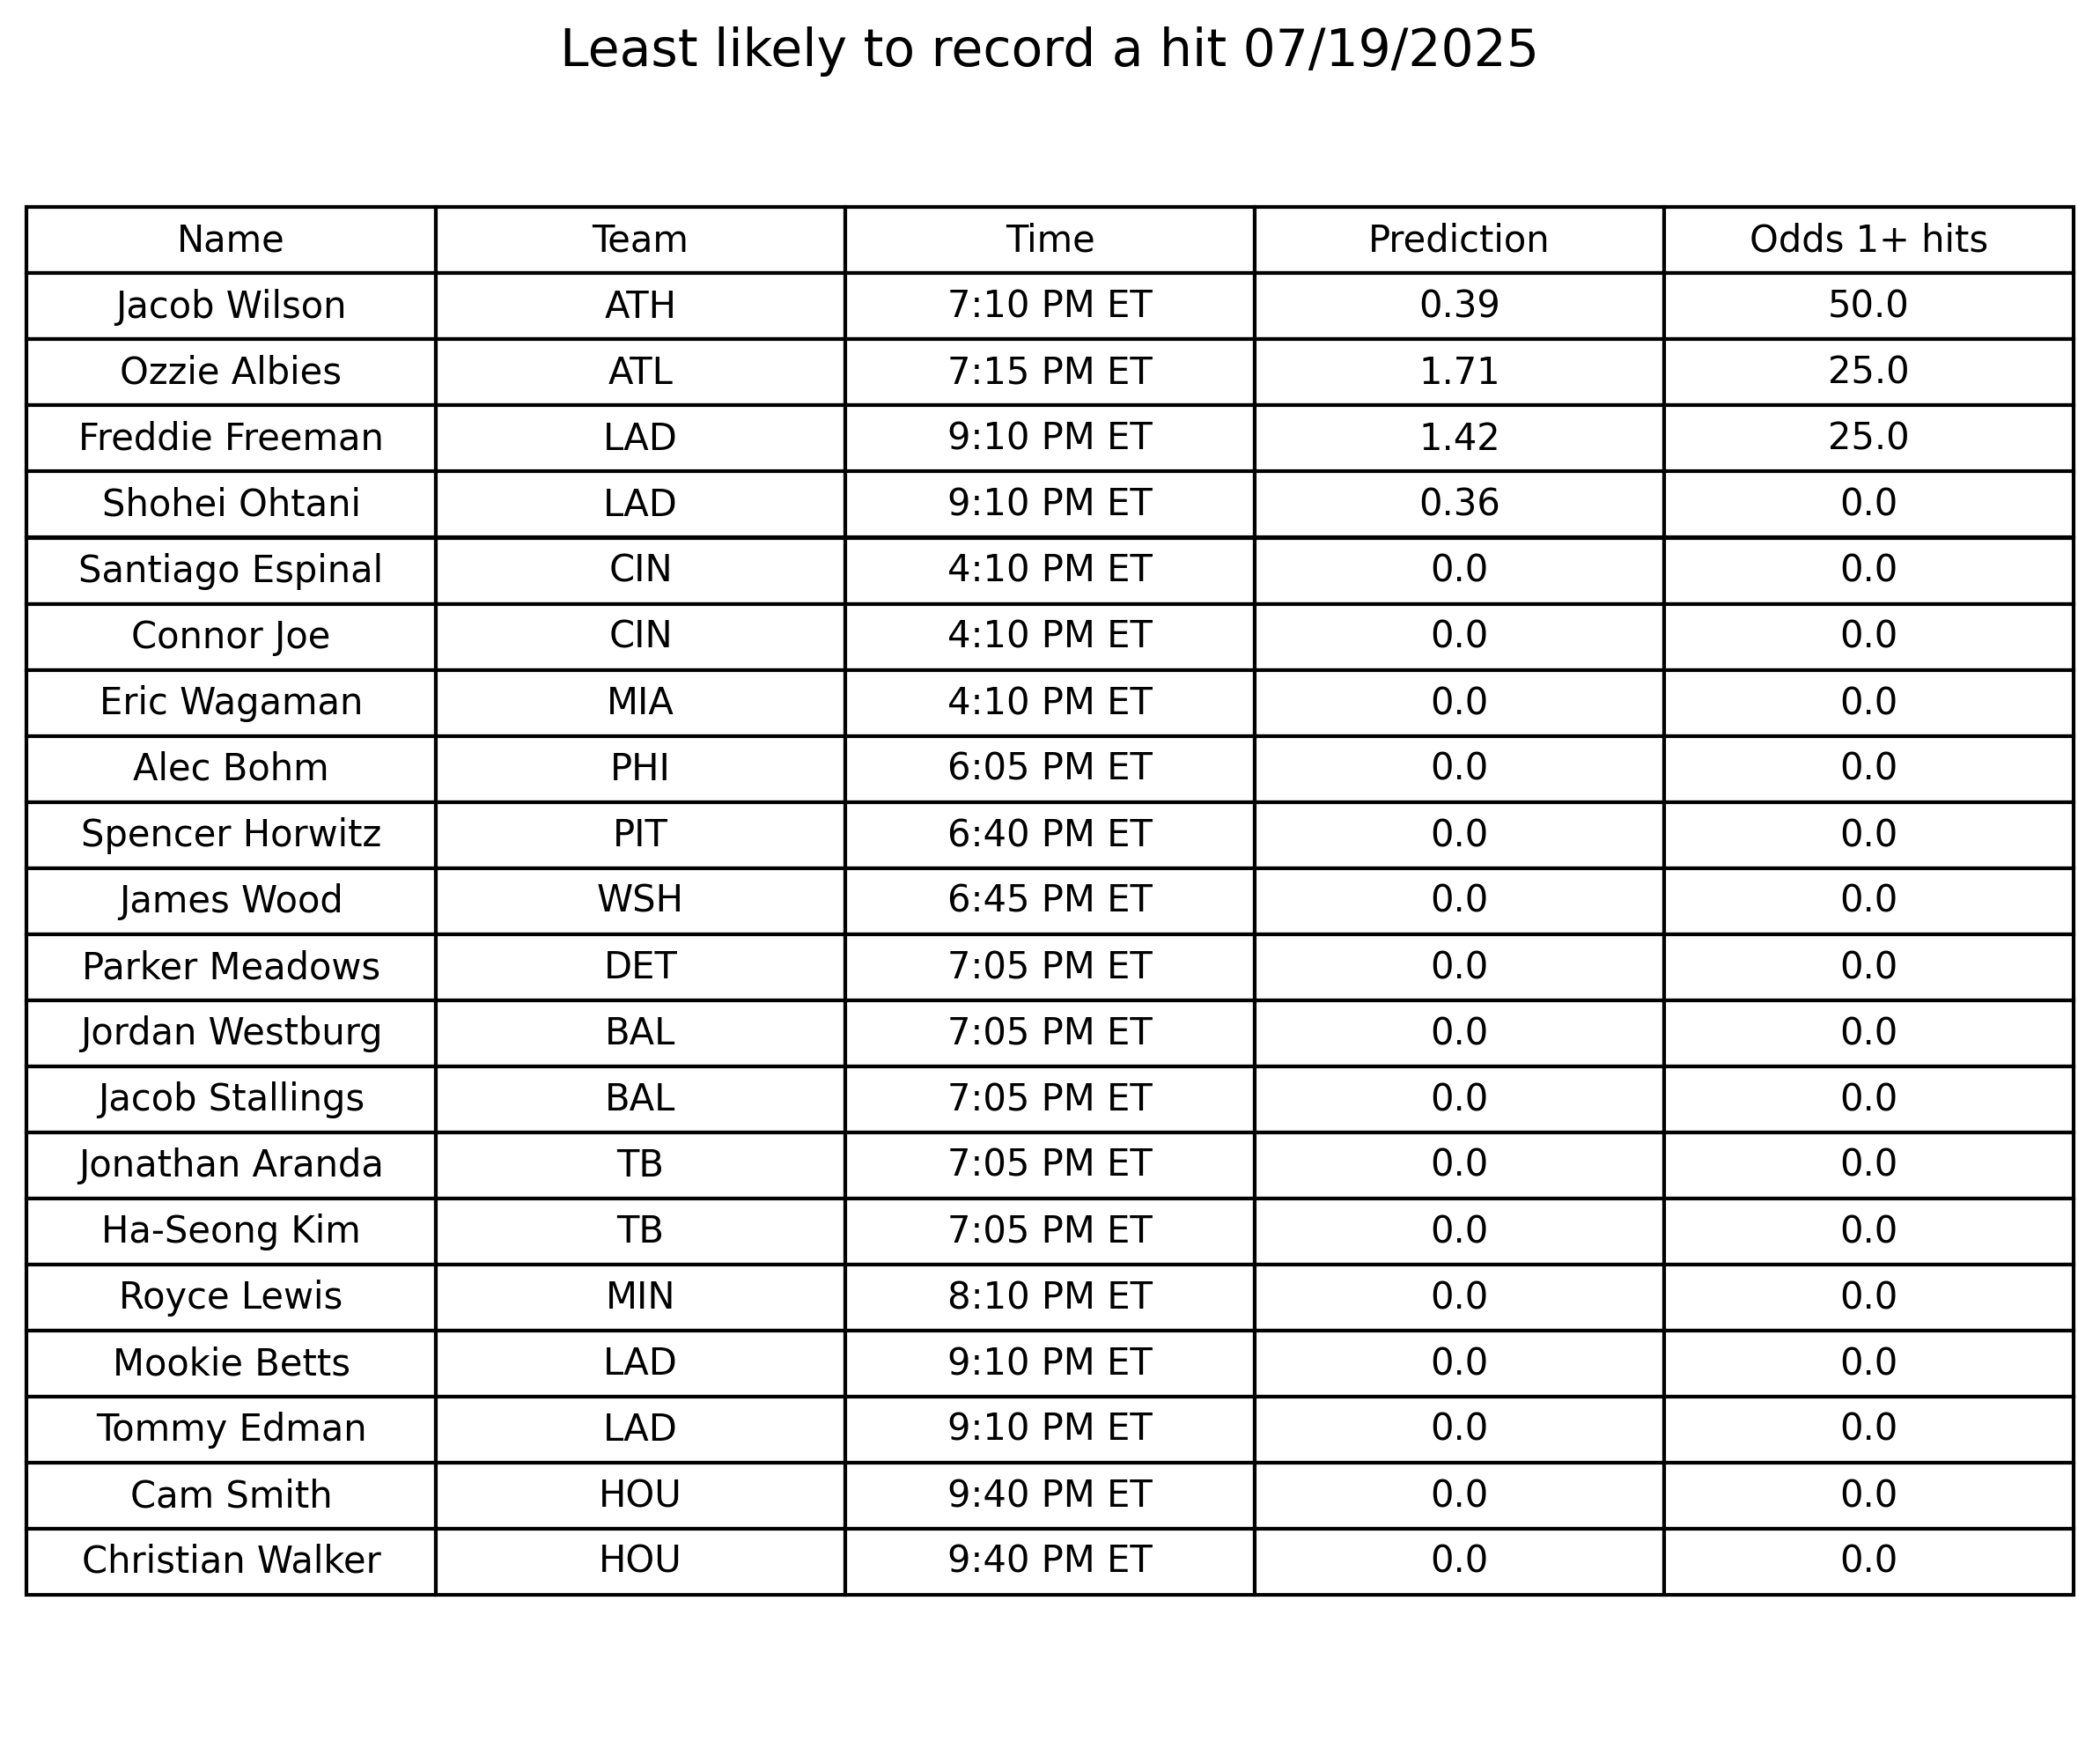 Least likely to record a hit 07/19/2025
Name Team Time Prediction Odds 1+ hits
Jacob Wilson ATH 7:10 PM ET 0.39 50.0
Ozzie Albies ATL 7:15 PM ET 1.71 25.0
Freddie Freeman LAD 9:10 PM ET 1.42 25.0
Shohei Ohtani LAD 9:10 PM ET 0.36 0.0
Santiago Espinal CIN 4:10 PM ET 0.0 0.0
Connor Joe CIN 4:10 PM ET 0.0 0.0
Eric Wagaman MIA 4:10 PM ET 0.0 0.0
Alec Bohm PHI 6:05 PM ET 0.0 0.0
Spencer Horwitz PIT 6:40 PM ET 0.0 0.0
James Wood WSH 6:45 PM ET 0.0 0.0
Parker Meadows DET 7:05 PM ET 0.0 0.0
Jordan Westburg BAL 7:05 PM ET 0.0 0.0
Jacob Stallings BAL 7:05 PM ET 0.0 0.0
Jonathan Aranda TB 7:05 PM ET 0.0 0.0
Ha-Seong Kim TB 7:05 PM ET 0.0 0.0
Royce Lewis MIN 8:10 PM ET 0.0 0.0
Mookie Betts LAD 9:10 PM ET 0.0 0.0
Tommy Edman LAD 9:10 PM ET 0.0 0.0
Cam Smith HOU 9:40 PM ET 0.0 0.0
Christian Walker HOU 9:40 PM ET 0.0 0.0